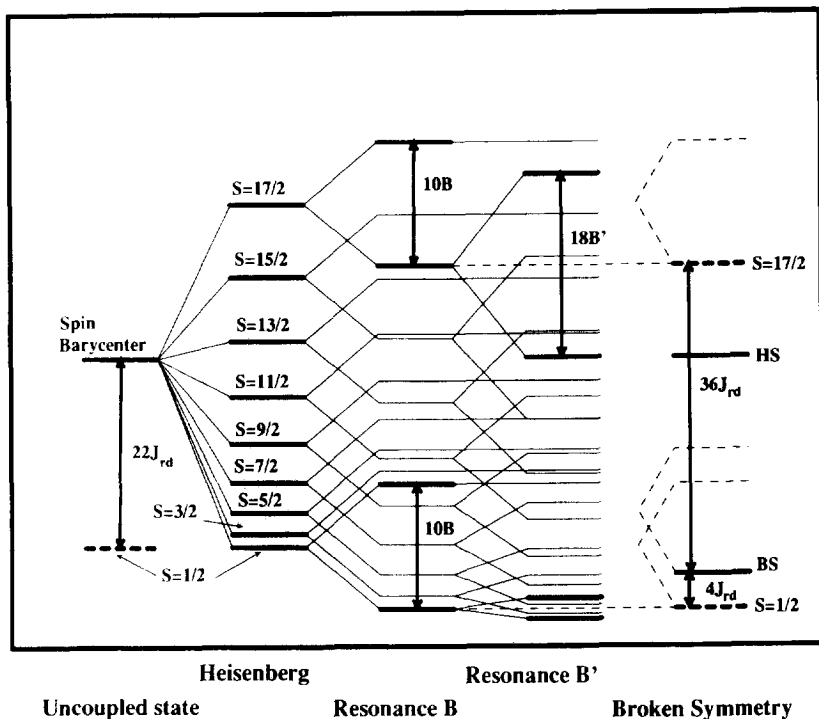 S=17/2
10B
S=15/2
18B'
S=17/2
Spin
Barycenter
S=13/2
HS
S=11/2
36J_rd
S=9/2
22J_rd
S=7/2
S=5/2
S=3/2
10B
BS
S=1/2
4J_rd
S=1/2
Heisenberg
Resonance B'
Uncoupled state
Resonance B
Broken Symmetry